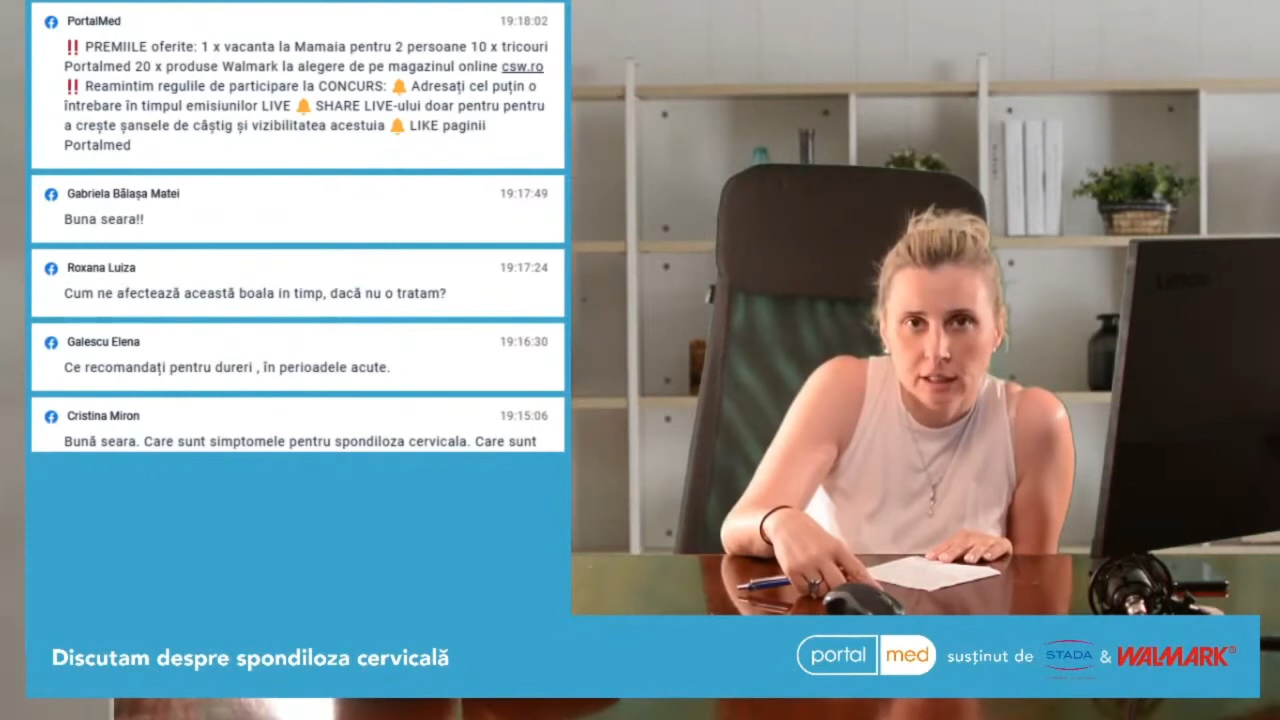 PortalMed 19:18:02
‼️ PREMIILE oferite: 1 x vacanta la Mamaia pentru 2 persoane 10 x tricouri
Portalmed 20 x produse Walmark la alegere de pe magazinul online csw.ro
‼️ Reamintim regulile de participare la CONCURS: 🔔 Adresați cel puțin o
întrebare în timpul emisiunilor LIVE 🔔 SHARE LIVE-ului doar pentru pentru
a crește șansele de câștig și vizibilitatea acestuia 🔔 LIKE paginii
Portalmed
Gabriela Bălașa Matei 19:17:49
Buna seara!!
Roxana Luiza 19:17:24
Cum ne afectează această boala in timp, dacă nu o tratam?
Galescu Elena 19:16:30
Ce recomandați pentru dureri , în perioadele acute.
Cristina Miron 19:15:06
Bună seara. Care sunt simptomele pentru spondiloza cervicala. Care sunt
Discutam despre spondiloza cervicală
portal med susținut de STADA & WALMARK®